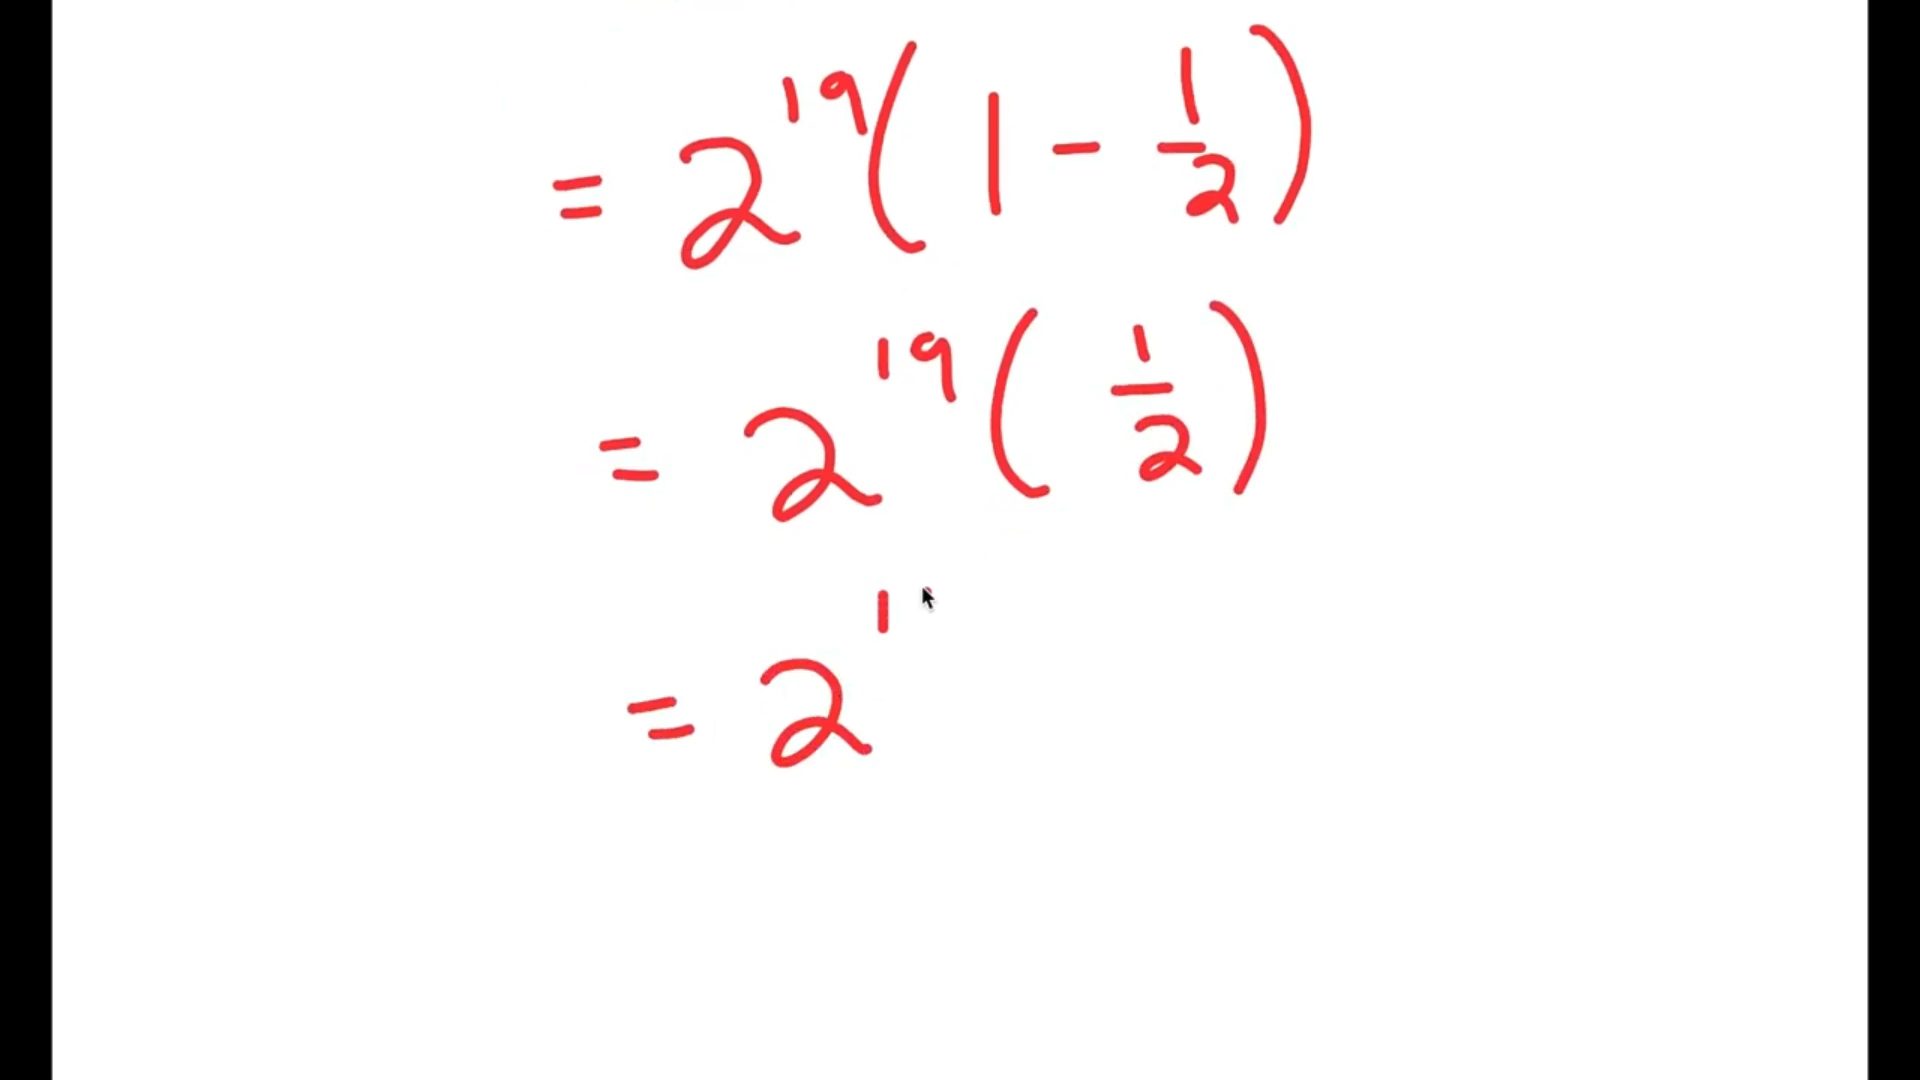 = 2^19 (1 - 1/2)
= 2^19 (1/2)
= 2^1